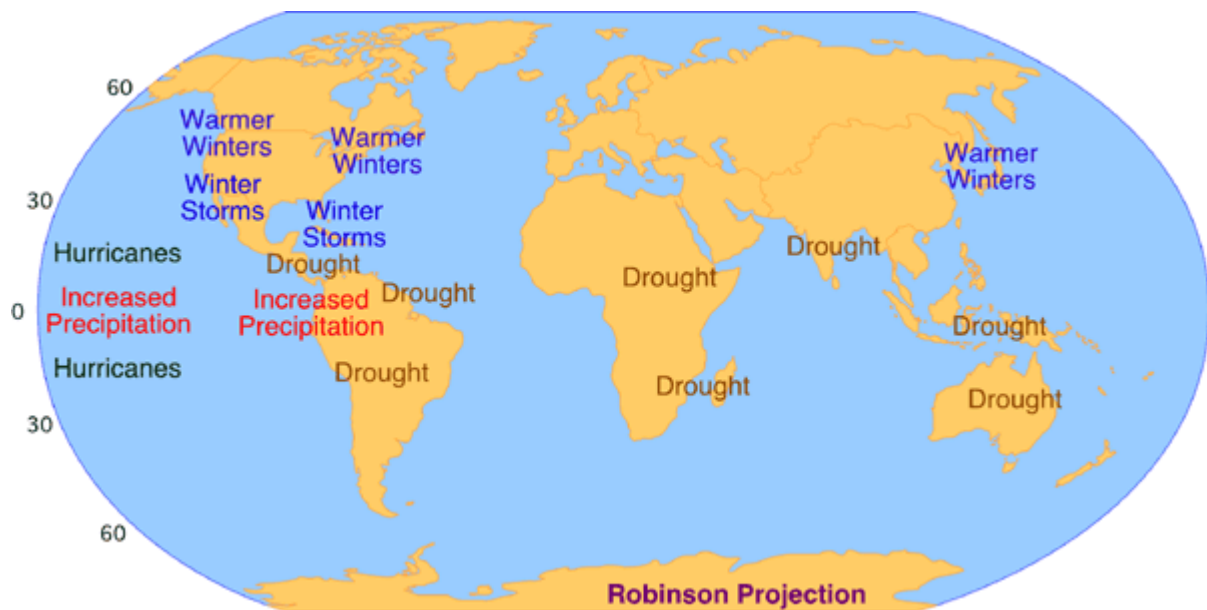 60
Warmer
Winters
Warmer
Winters
Warmer
Winters
30
Winter
Storms
Winter
Storms
Hurricanes
Drought
Drought
Drought
Drought
0
Increased
Precipitation
Increased
Precipitation
Drought
Drought
Hurricanes
Drought
Drought
Drought
30
60
Robinson Projection